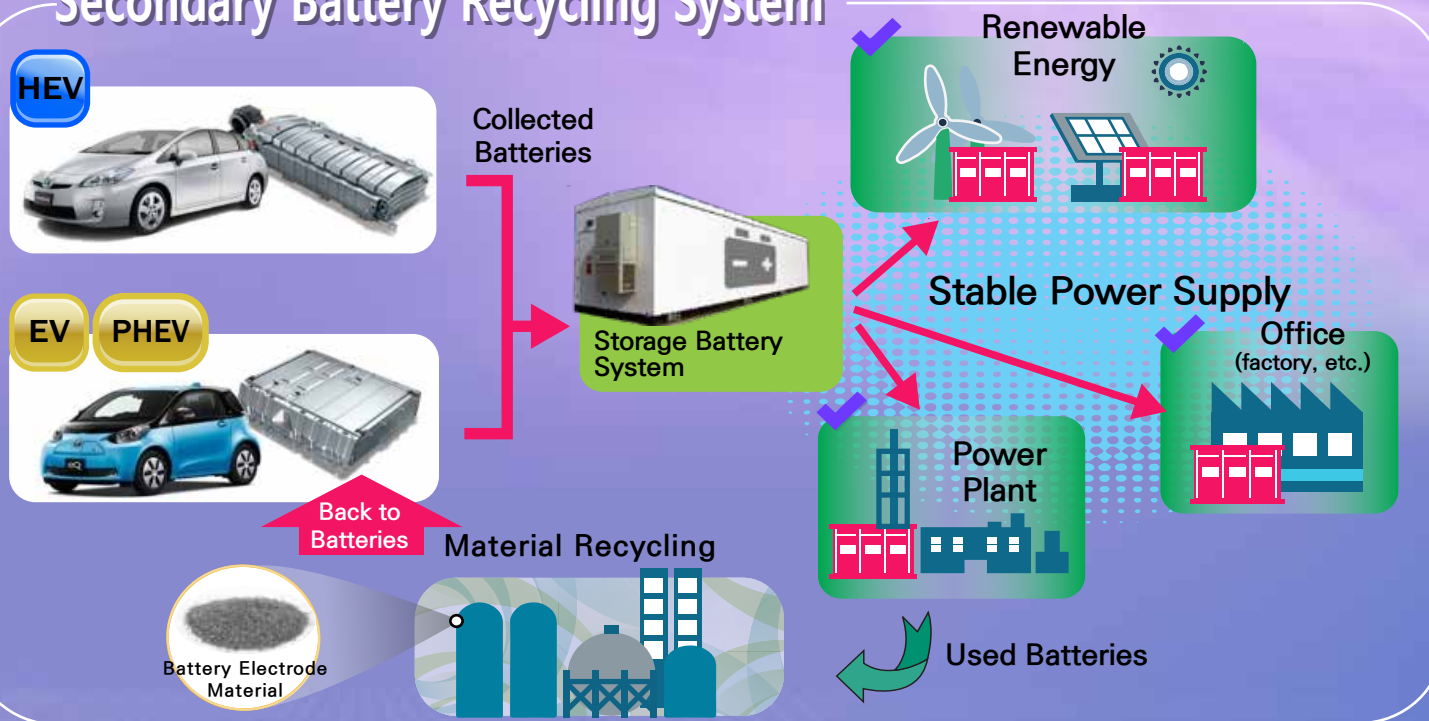 Secondary Battery Recycling System
HEV
Collected
Batteries
EV
PHEV
Storage Battery
System
Renewable
Energy
Stable Power Supply
Office
(factory, etc.)
Power
Plant
Back to
Batteries
Material Recycling
Battery Electrode
Material
Used Batteries